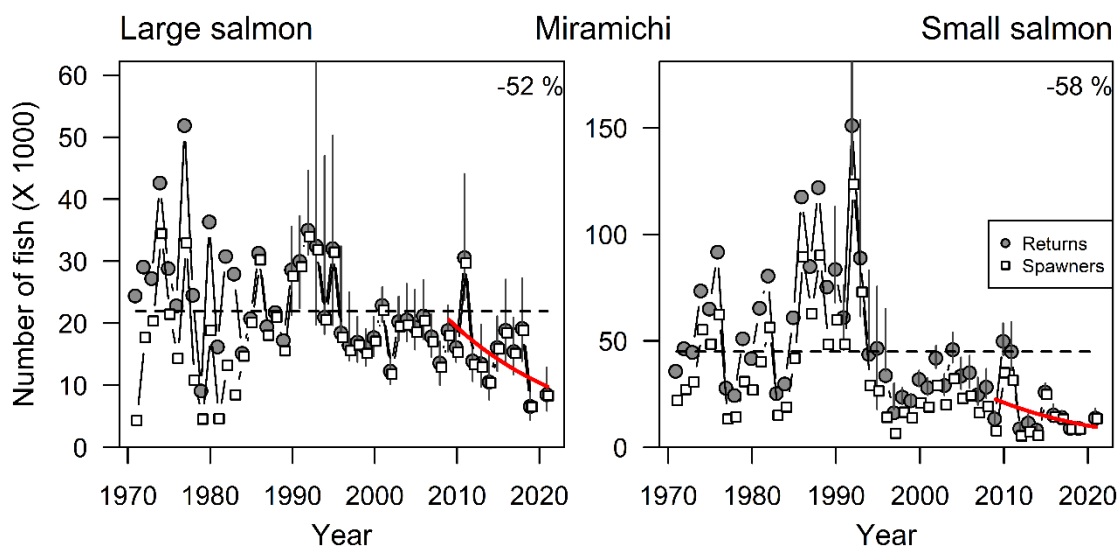 Large salmon Miramichi Small salmon
-52 %
-58 %
Number of fish (X 1000)
60
50
40
30
20
10
0
150
100
50
0
Returns
Spawners
1970 1980 1990 2000 2010 2020
1970 1980 1990 2000 2010 2020
Year
Year